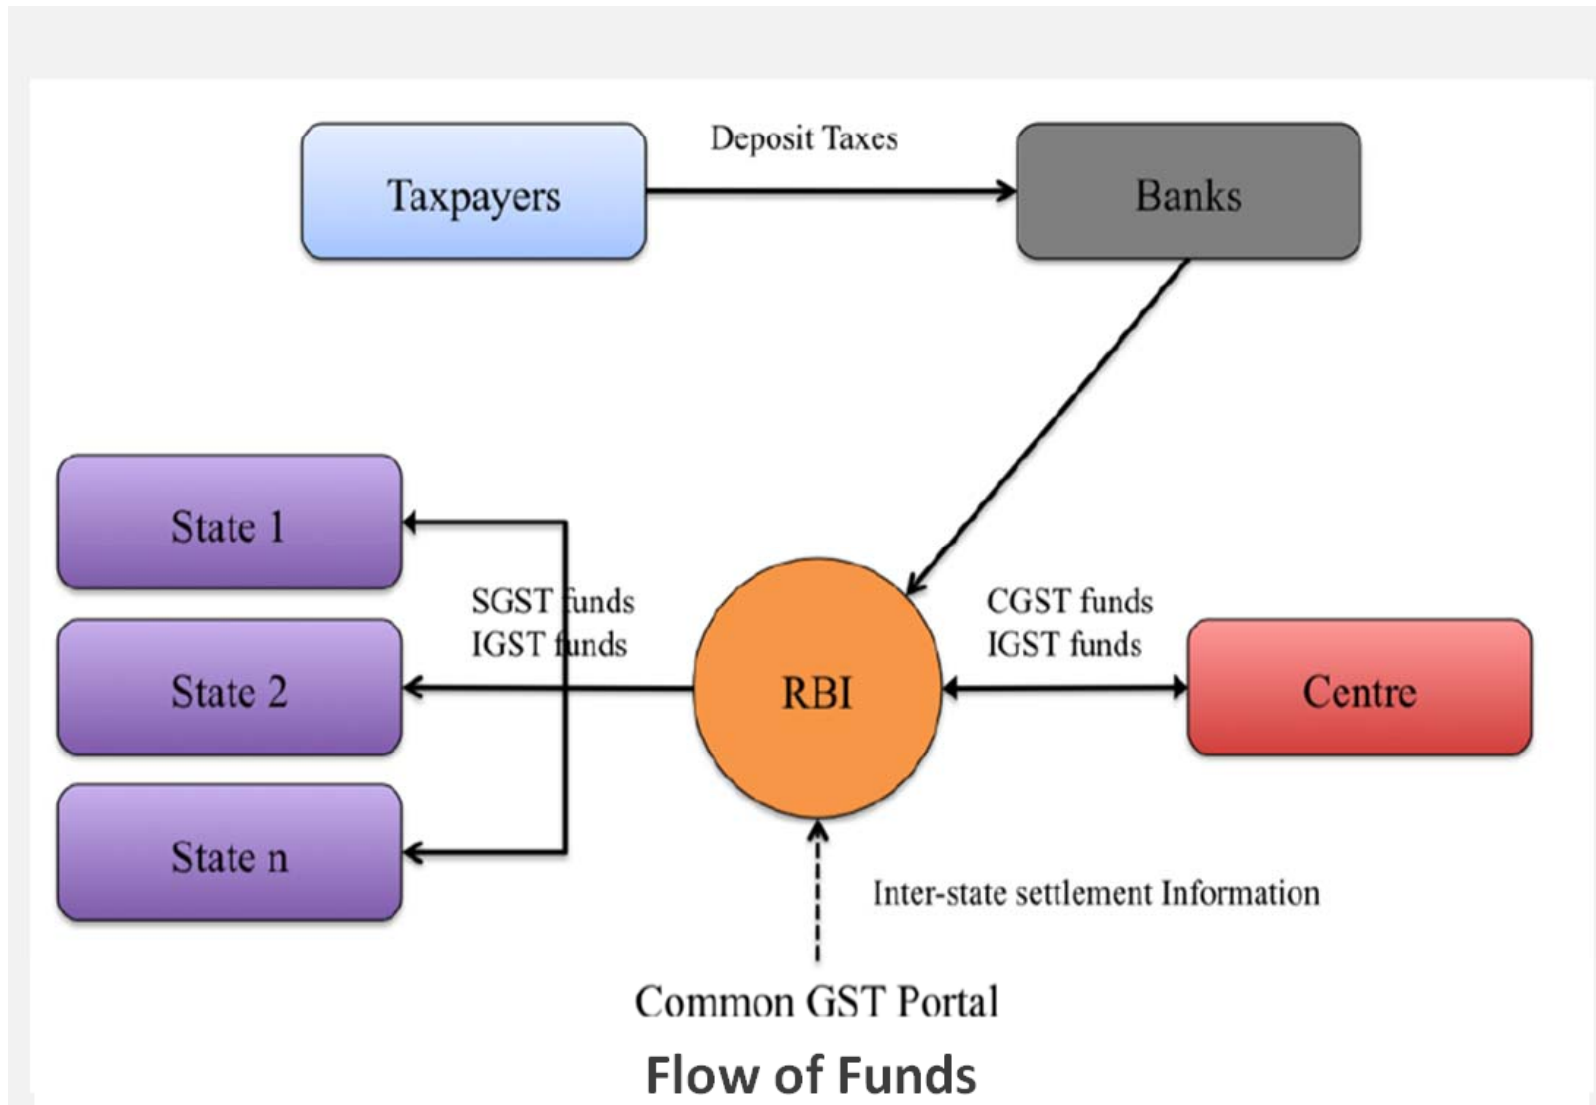 Deposit Taxes
Taxpayers
Banks
State 1
SGST funds
IGST funds
CGST funds
IGST funds
State 2
RBI
Centre
State n
Inter-state settlement Information
Common GST Portal
Flow of Funds